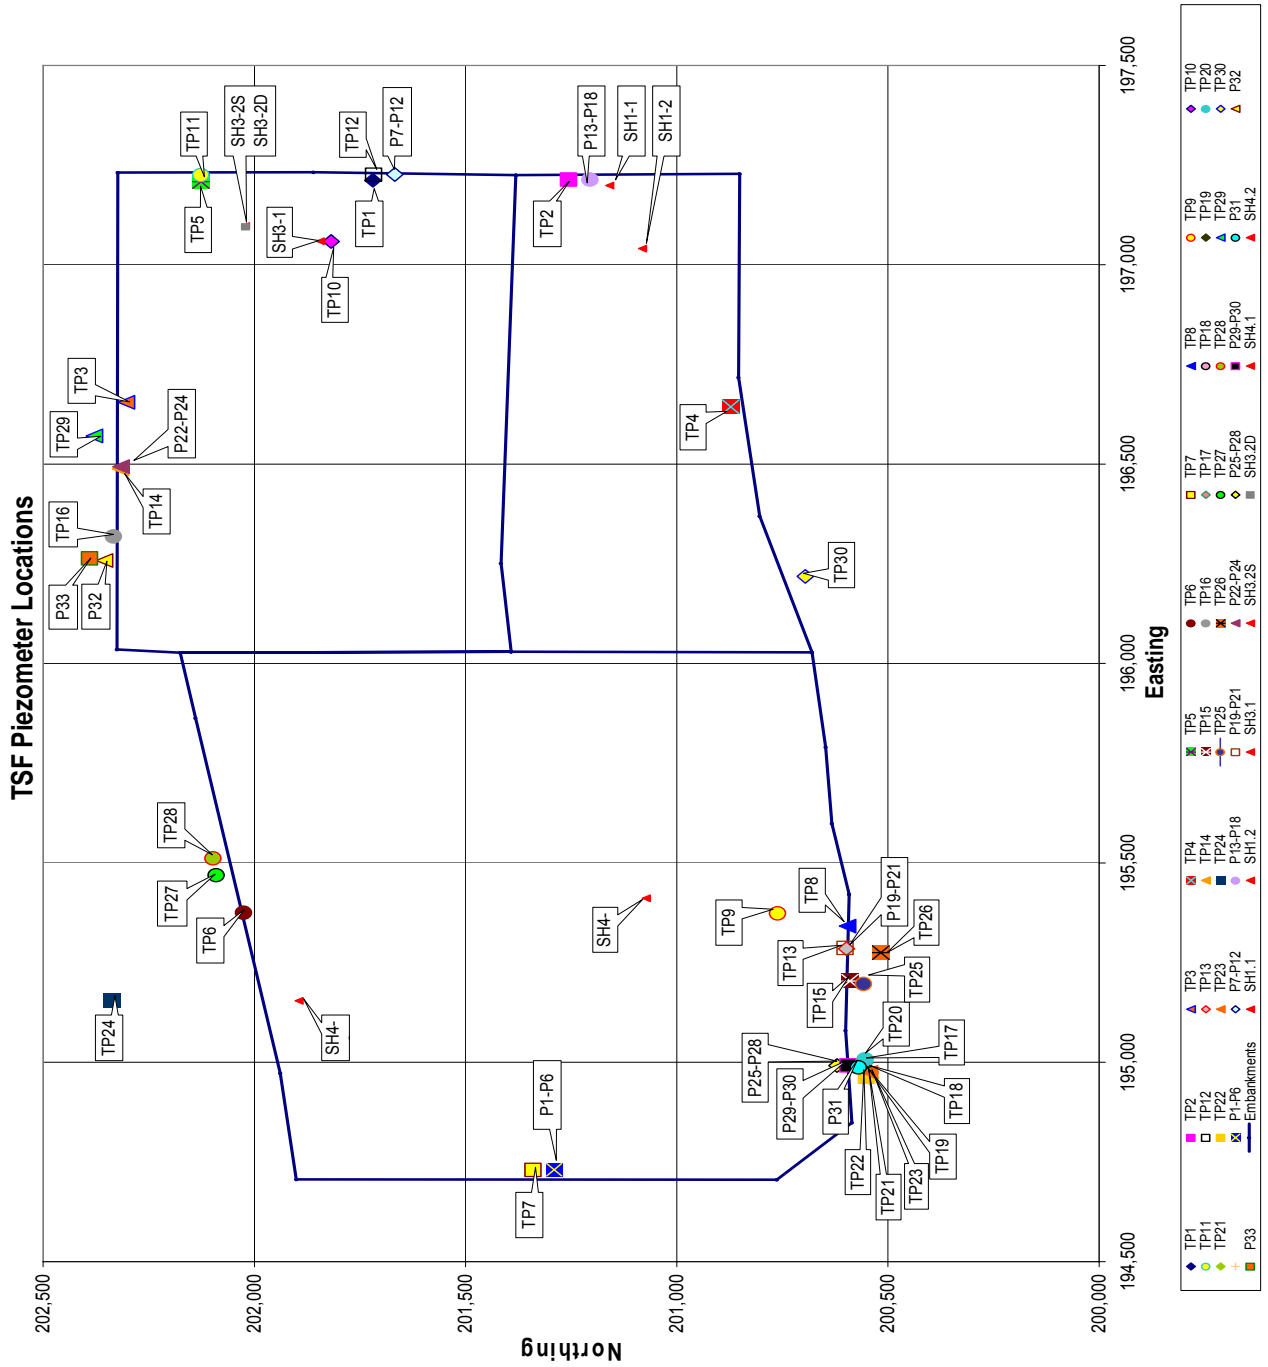 TSF Piezometer Locations
202,500
202,000
201,500
201,000
200,500
200,000
Northing
P33
P32
TP16
TP29
TP3
TP14
P22-P24
TP24
TP28
TP27
TP6
TP5
TP11
SH3-2S
SH3-2D
SH3-1
TP10
TP1
TP12
P7-P12
SH4-
TP7
P1-P6
TP2
P13-P18
SH1-1
SH1-2
SH4-
TP4
TP9
TP30
TP8
P19-P21
TP13
TP15
TP26
TP25
P25-P28
P29-P30
P31
TP20
TP17
TP18
TP22
TP21
TP23
TP19
194,500
195,000
195,500
196,000
196,500
197,000
197,500
Easting
TP1 TP2 TP3 TP4 TP5 TP6 TP7 TP8 TP9 TP10
TP11 TP12 TP13 TP14 TP15 TP16 TP17 TP18 TP19 TP20
TP21 TP22 TP23 TP24 TP25 TP26 TP27 TP28 TP29 TP30
P1-P6 P7-P12 P13-P18 P19-P21 P22-P24 P25-P28 P29-P30 P31 P32
P33 Embankments SH1.1 SH1.2 SH3.1 SH3.2S SH3.2D SH4.1 SH4.2